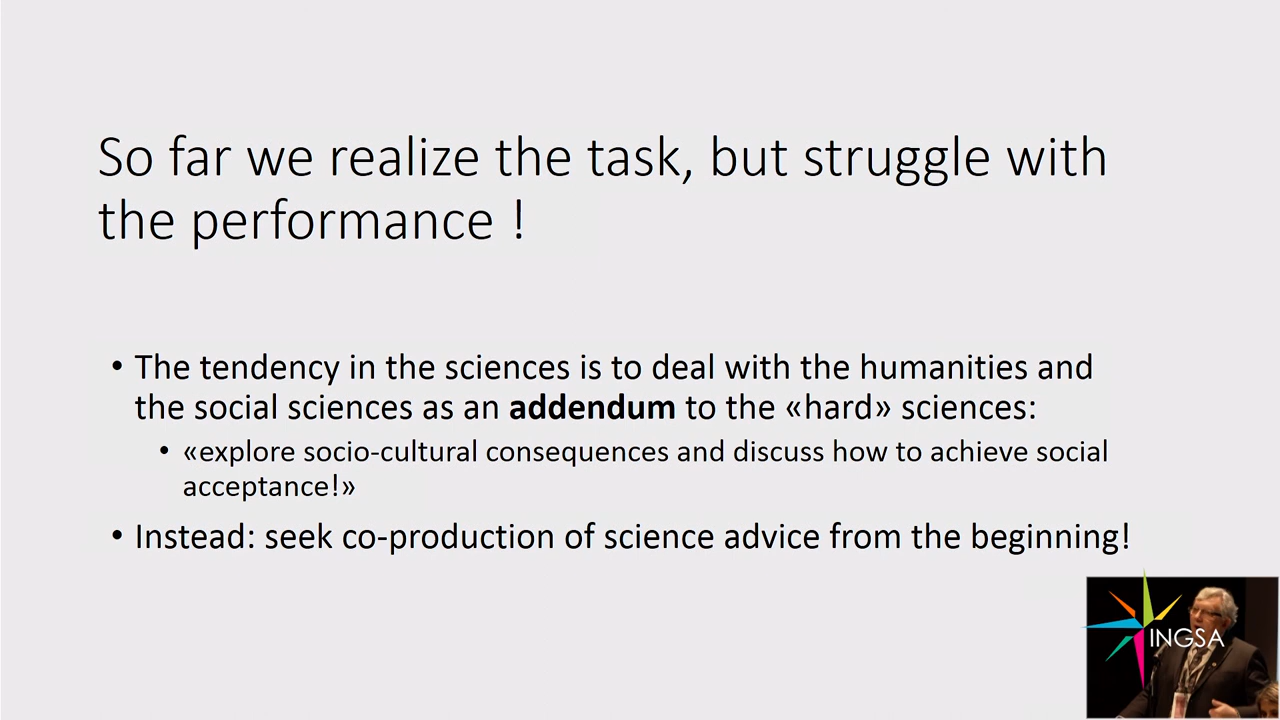 So far we realize the task, but struggle with
the performance !
• The tendency in the sciences is to deal with the humanities and
the social sciences as an addendum to the «hard» sciences:
• «explore socio-cultural consequences and discuss how to achieve social
acceptance!»
• Instead: seek co-production of science advice from the beginning!
INGSA